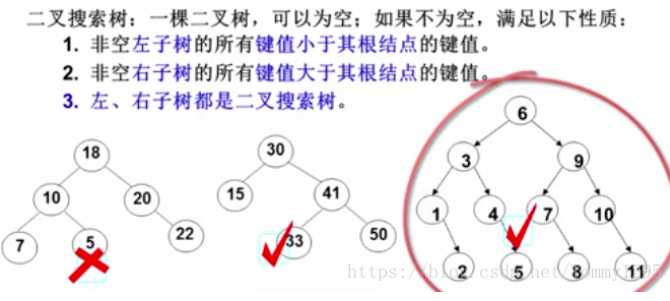 二叉搜索树:一棵二叉树,可以为空;如果不为空,满足以下性质:
1. 非空左子树的所有键值小于其根结点的键值。
2. 非空右子树的所有键值大于其根结点的键值。
3. 左、右子树都是二叉搜索树。
18
10 20
7 5 22
30
15 41
33 50
6
3 9
1 4 7 10
2 5 8 11